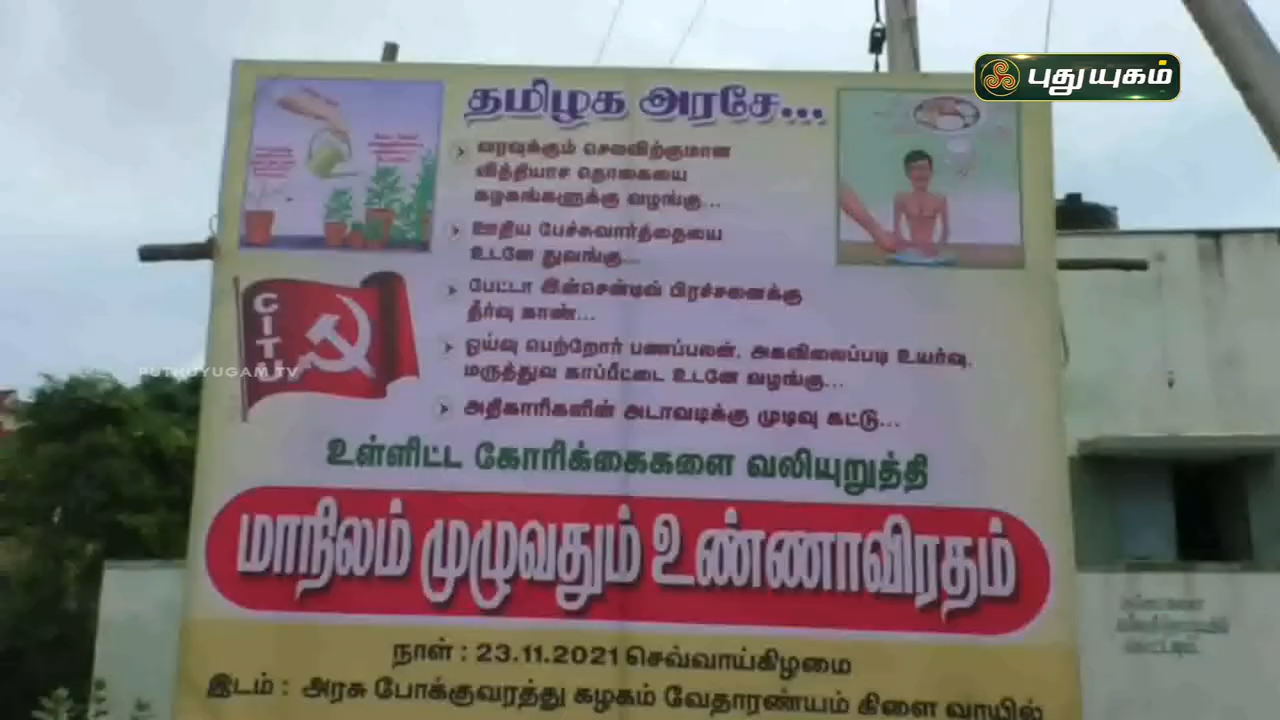 புதுயுகம்
தமிழக அரசே...
வரவுக்கும் செலவிற்குமான
வித்தியாச தொகையை
கழகங்களுக்கு வழங்கு...
ஊதிய பேச்சுவார்த்தையை
உடனே துவங்கு...
பேட்டா இன்சென்டிவ் பிரச்சனைக்கு
தீர்வு காண்...
ஓய்வு பெற்றோர் பணப்பலன், அகவிலைப்படி உயர்வு,
மருத்துவ காப்பீட்டை உடனே வழங்கு...
அதிகாரிகளின் அடாவடிக்கு முடிவு கட்டு...
CITU
PUTHUYUGAM TV
உள்ளிட்ட கோரிக்கைகளை வலியுறுத்தி
மாநிலம் முழுவதும் உண்ணாவிரதம்
நாள் : 23.11.2021 செவ்வாய்கிழமை
இடம் : அரசு போக்குவரத்து கழகம் வேதாரண்யம் கிளை வாயில்